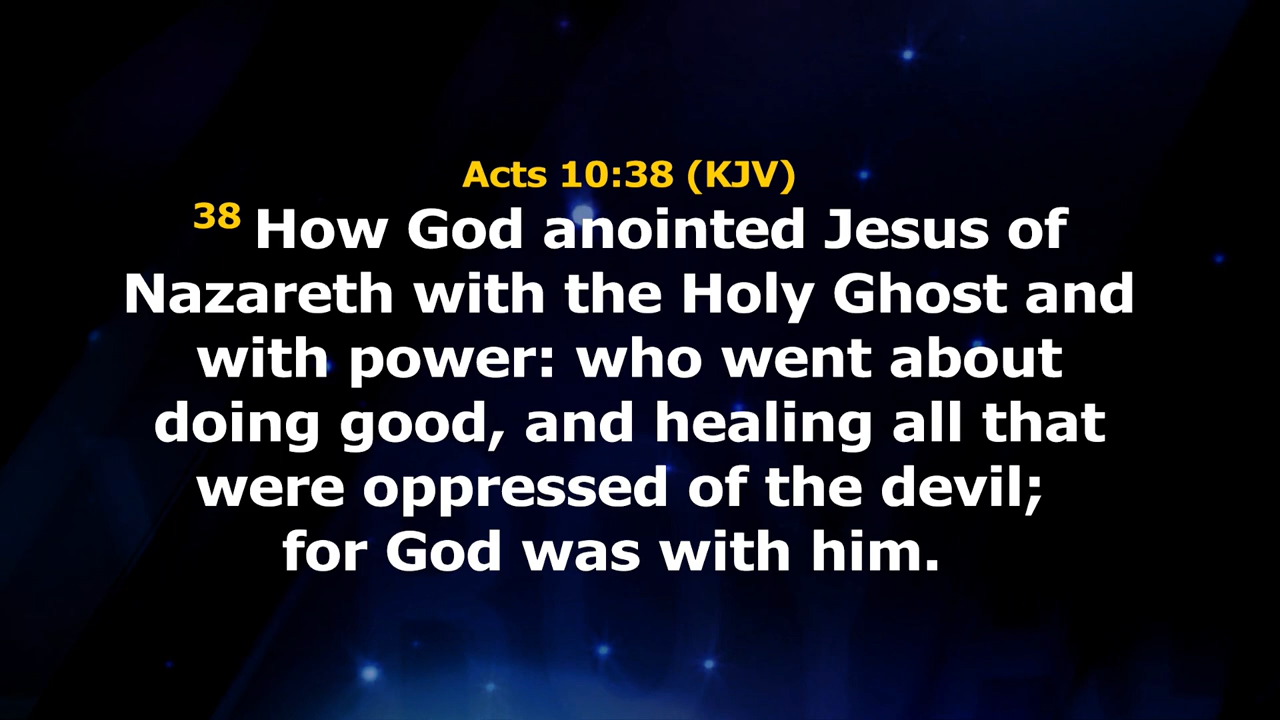 Acts 10:38 (KJV)
38 How God anointed Jesus of
Nazareth with the Holy Ghost and
with power: who went about
doing good, and healing all that
were oppressed of the devil;
for God was with him.